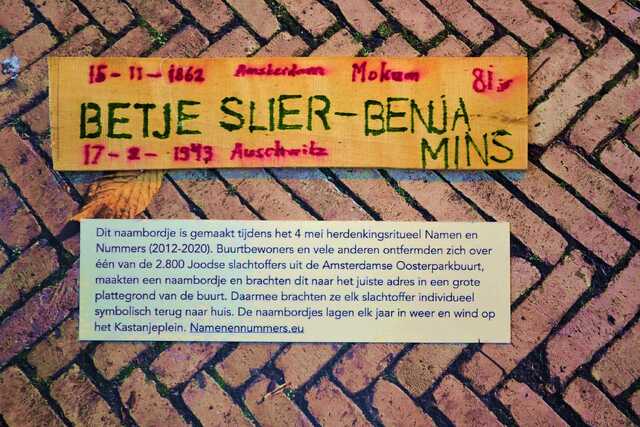 15-11-1862 Amsterdam Mokum 81 jr
BETJE SLIER-BENJA
MINS
17-2-1943 Auschwitz
Dit naambordje is gemaakt tijdens het 4 mei herdenkingsritueel Namen en
Nummers (2012-2020). Buurtbewoners en vele anderen ontfermden zich over
één van de 2.800 Joodse slachtoffers uit de Amsterdamse Oosterparkbuurt,
maakten een naambordje en brachten dit naar het juiste adres in een grote
plattegrond van de buurt. Daarmee brachten ze elk slachtoffer individueel
symbolisch terug naar huis. De naambordjes lagen elk jaar in weer en wind op
het Kastanjeplein. Namenennummers.eu